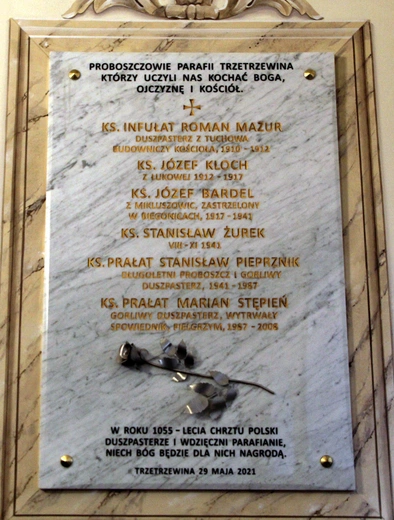 PROBOSZCZOWIE PARAFII TRZETRZEWINA
KTÓRZY UCZYLI NAS KOCHAĆ BOGA,
OJCZYZNĘ I KOŚCIÓŁ.
KS. INFUŁAT ROMAN MAZUR
DUSZPASTERZ Z TUCHOWA
BUDOWNICZY KOŚCIOŁA, 1910 - 1912
KS. JÓZEF KLOCH
Z ŁUKOWEJ 1912 - 1917
KS. JÓZEF BARDEL
Z MIKLUSZOWIC, ZASTRZELONY
W BIEGONICACH, 1917 - 1941
KS. STANISŁAW ŻUREK
VIII - XI 1941
KS. PRAŁAT STANISŁAW PIEPRZNIK
DŁUGOLETNI PROBOSZCZ I GORLIWY
DUSZPASTERZ, 1941 - 1987
KS. PRAŁAT MARIAN STĘPIEŃ
GORLIWY DUSZPASTERZ, WYTRWAŁY
SPOWIEDNIK, PIELGRZYM, 1987 - 2008
W ROKU 1055 - LECIA CHRZTU POLSKI
DUSZPASTERZE I WDZIĘCZNI PARAFIANIE,
NIECH BÓG BĘDZIE DLA NICH NAGRODĄ.
TRZETRZEWINA 29 MAJA 2021